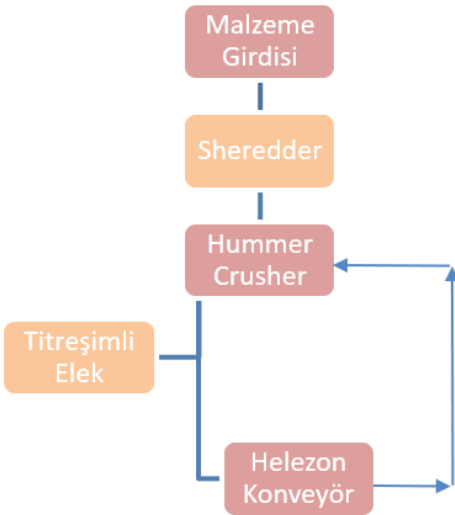 Malzeme
Girdisi
Sheredder
Hummer
Crusher
Titreşimli
Elek
Helezon
Konveyör